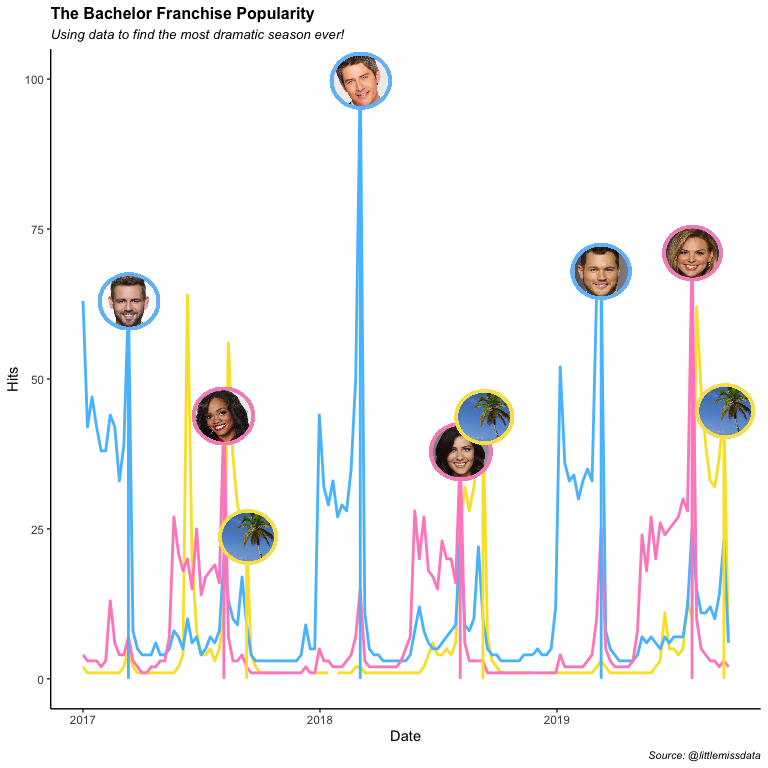 The Bachelor Franchise Popularity
Using data to find the most dramatic season ever!
100
75
50
25
0
Hits
2017
2018
2019
Date
Source: @littlemissdata